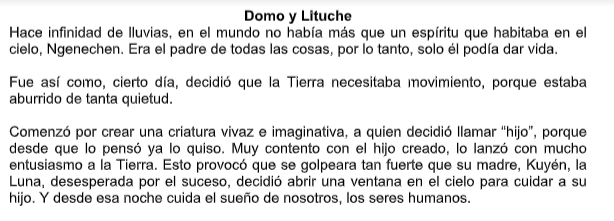 Domo y Lituche
Hace infinidad de lluvias, en el mundo no había más que un espíritu que habitaba en el
cielo, Ngenechen. Era el padre de todas las cosas, por lo tanto, solo él podía dar vida.
Fue así como, cierto día, decidió que la Tierra necesitaba movimiento, porque estaba
aburrido de tanta quietud.
Comenzó por crear una criatura vivaz e imaginativa, a quien decidió llamar "hijo", porque
desde que lo pensó ya lo quiso. Muy contento con el hijo creado, lo lanzó con mucho
entusiasmo a la Tierra. Esto provocó que se golpeara tan fuerte que su madre, Kuyén, la
Luna, desesperada por el suceso, decidió abrir una ventana en el cielo para cuidar a su
hijo. Y desde esa noche cuida el sueño de nosotros, los seres humanos.